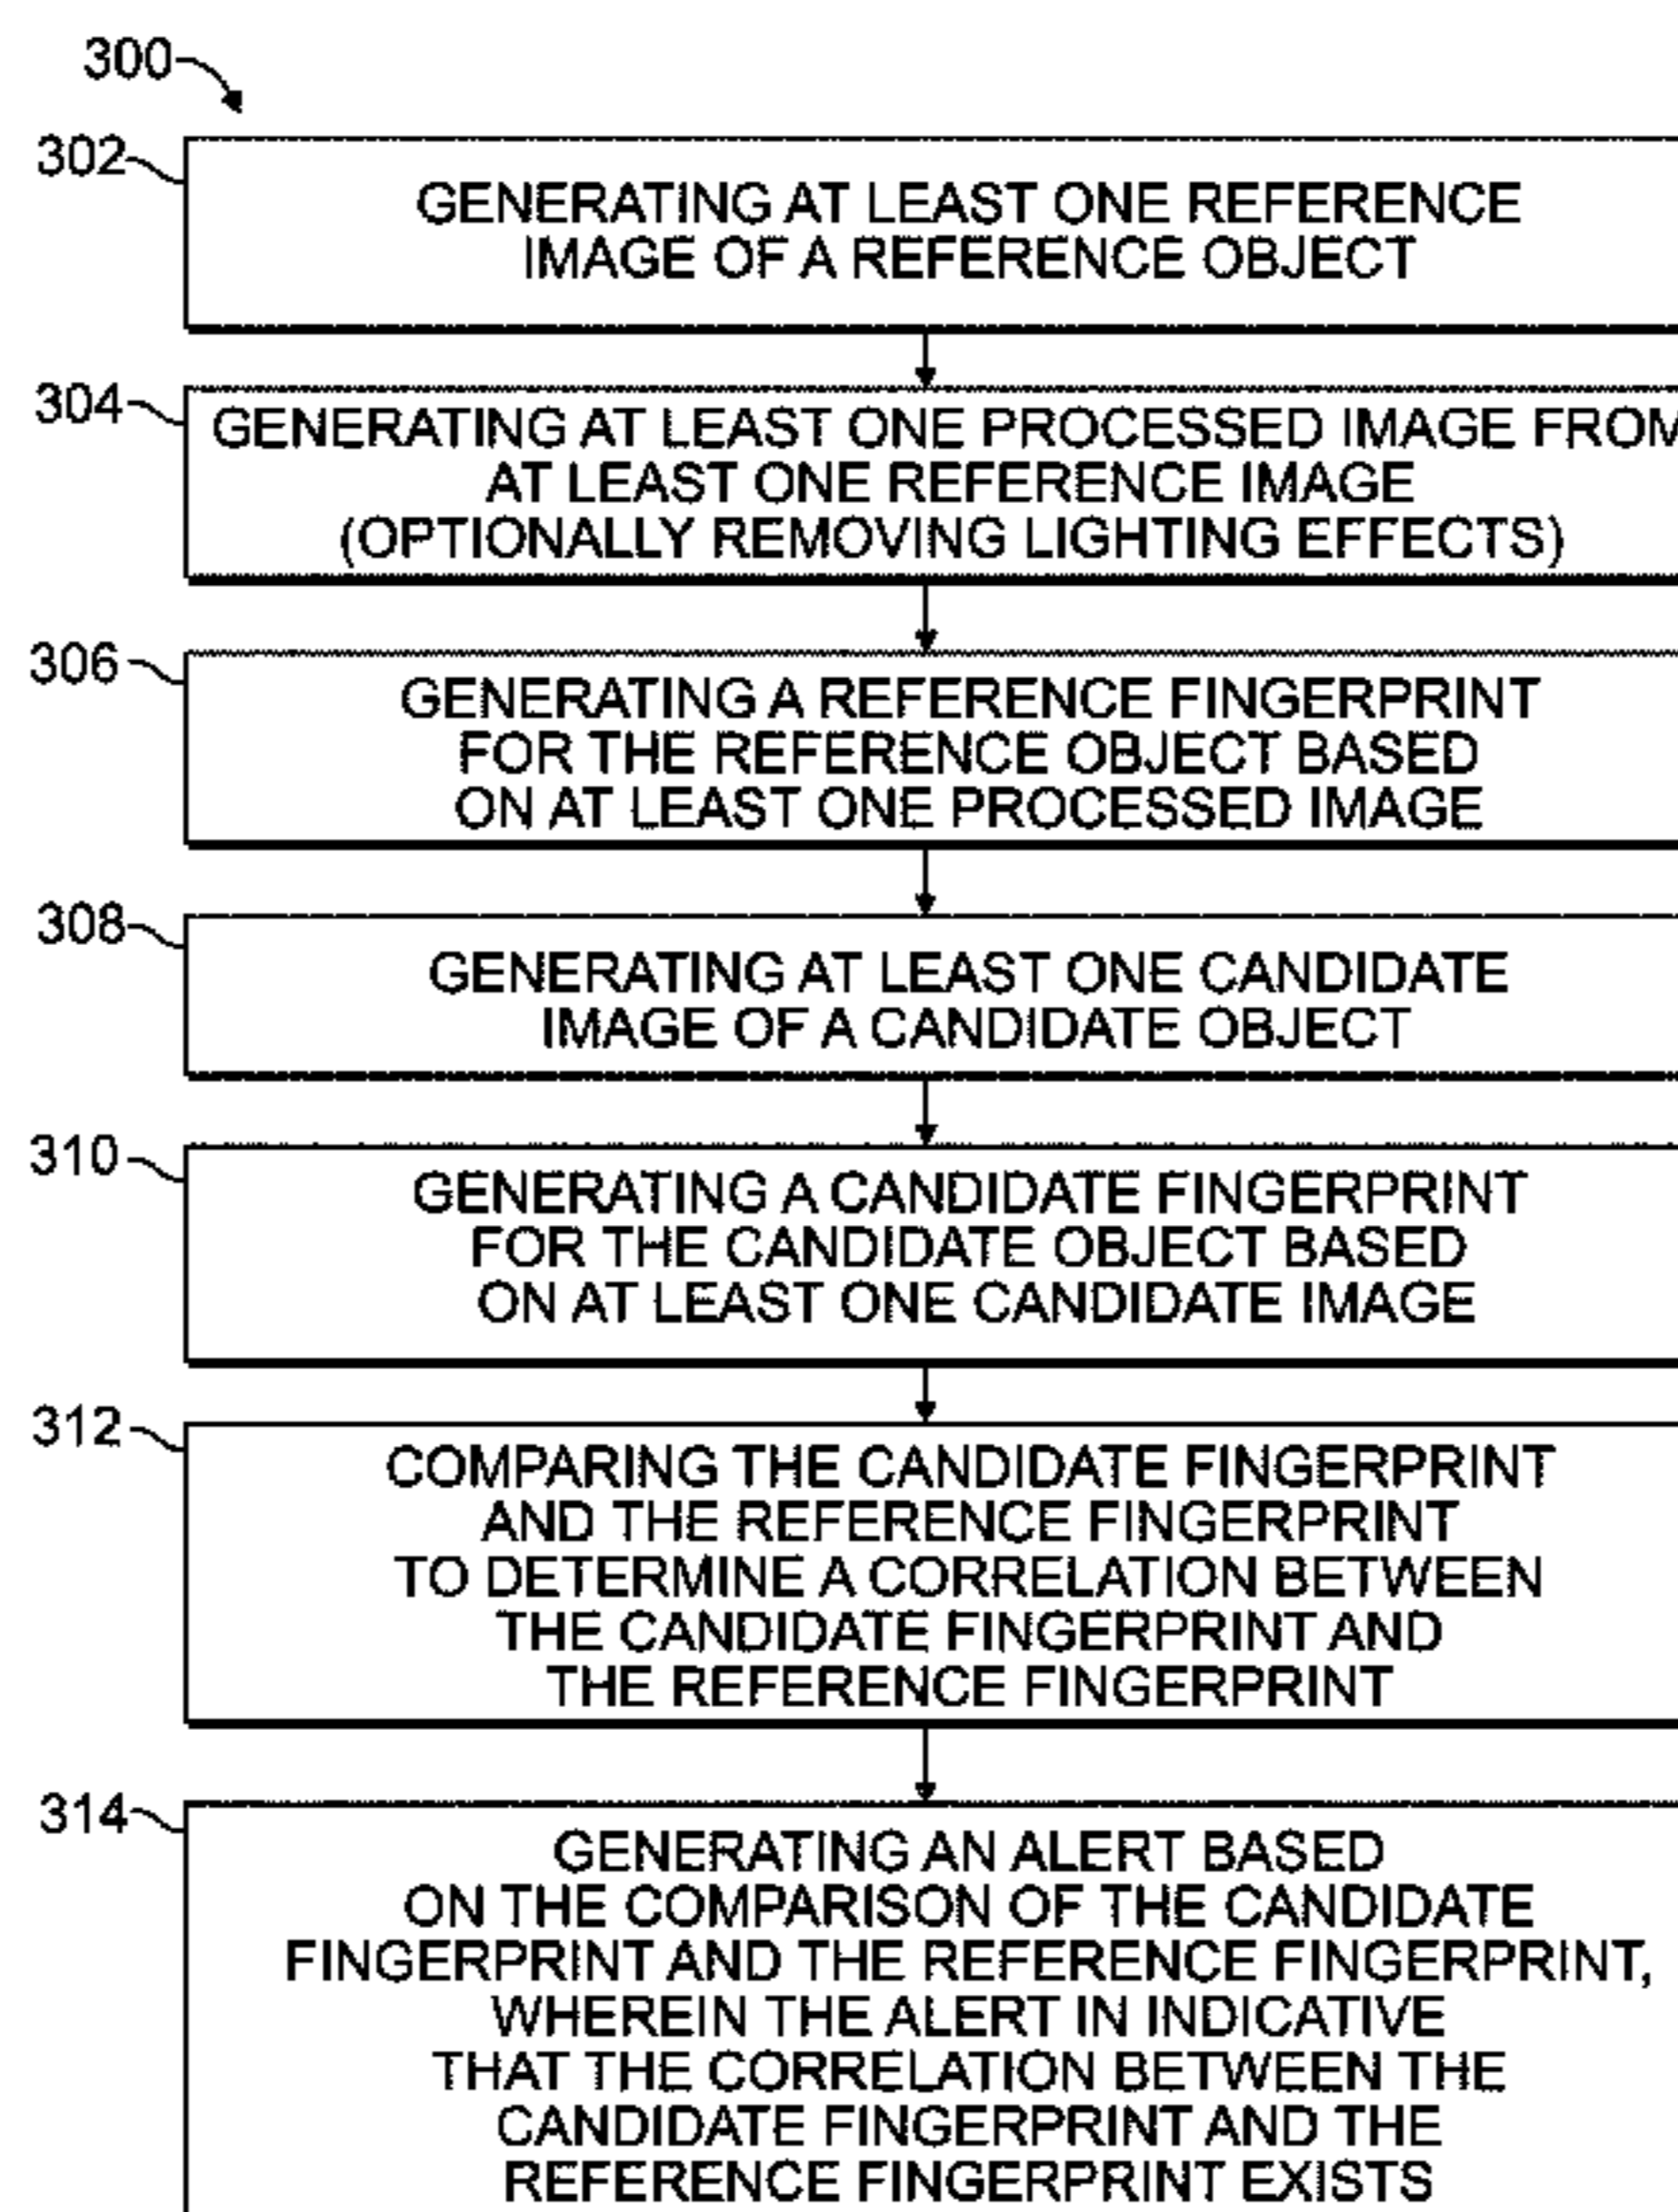 300
302
GENERATING AT LEAST ONE REFERENCE
IMAGE OF A REFERENCE OBJECT
304
GENERATING AT LEAST ONE PROCESSED IMAGE FROM
AT LEAST ONE REFERENCE IMAGE
(OPTIONALLY REMOVING LIGHTING EFFECTS)
306
GENERATING A REFERENCE FINGERPRINT
FOR THE REFERENCE OBJECT BASED
ON AT LEAST ONE PROCESSED IMAGE
308
GENERATING AT LEAST ONE CANDIDATE
IMAGE OF A CANDIDATE OBJECT
310
GENERATING A CANDIDATE FINGERPRINT
FOR THE CANDIDATE OBJECT BASED
ON AT LEAST ONE CANDIDATE IMAGE
312
COMPARING THE CANDIDATE FINGERPRINT
AND THE REFERENCE FINGERPRINT
TO DETERMINE A CORRELATION BETWEEN
THE CANDIDATE FINGERPRINT AND
THE REFERENCE FINGERPRINT
314
GENERATING AN ALERT BASED
ON THE COMPARISON OF THE CANDIDATE
FINGERPRINT AND THE REFERENCE FINGERPRINT,
WHEREIN THE ALERT IN INDICATIVE
THAT THE CORRELATION BETWEEN THE
CANDIDATE FINGERPRINT AND THE
REFERENCE FINGERPRINT EXISTS